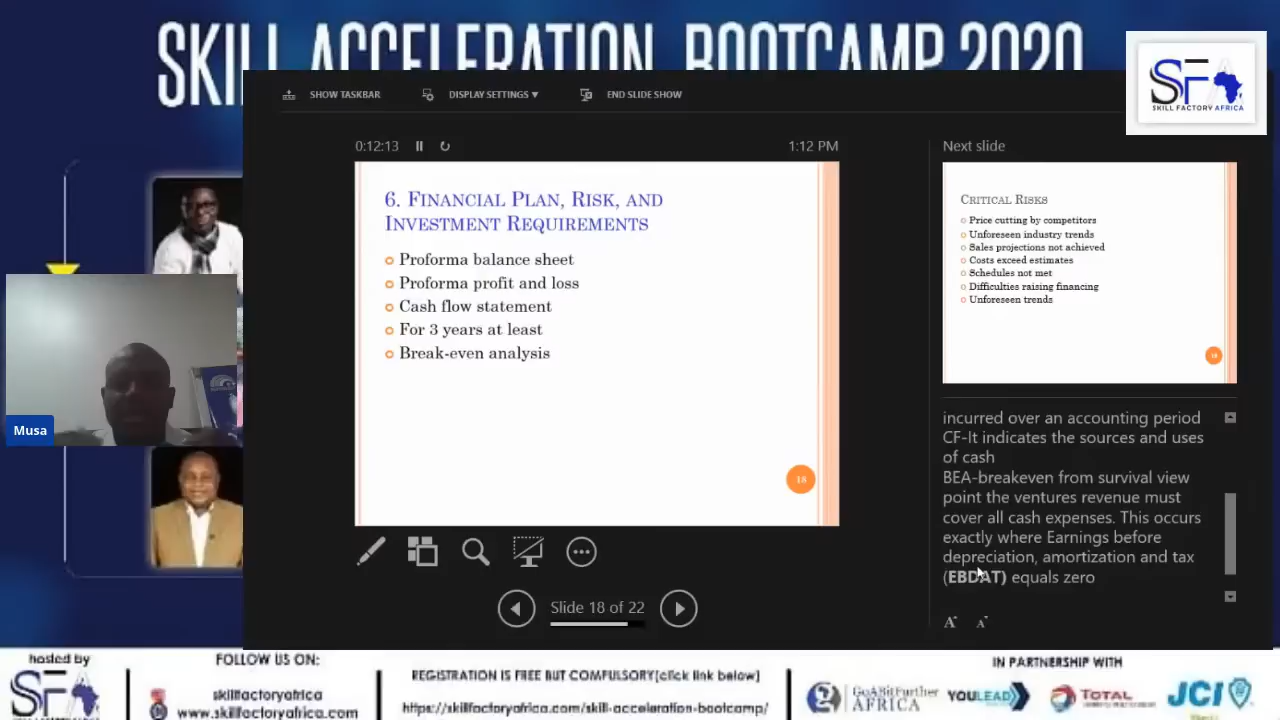 SKILL ACCELERATION BOOTCAMP 2020
SF
SKILL FACTORY AFRICA
SHOW TASKBAR
DISPLAY SETTINGS ▼
END SLIDE SHOW
0:12:13
1:12 PM
Next slide
6. FINANCIAL PLAN, RISK, AND
INVESTMENT REQUIREMENTS
Proforma balance sheet
Proforma profit and loss
Cash flow statement
For 3 years at least
Break-even analysis
18
CRITICAL RISKS
Price cutting by competitors
Unforeseen industry trends
Sales projections not achieved
Costs exceed estimates
Schedules not met
Difficulties raising financing
Unforeseen trends
incurred over an accounting period
CF-It indicates the sources and uses
of cash
BEA-breakeven from survival view
point the ventures revenue must
cover all cash expenses. This occurs
exactly where Earnings before
depreciation, amortization and tax
(EBDAT) equals zero
Musa
Slide 18 of 22
A A
hosted by
SF
FOLLOW US ON:
skillfactoryafrica
www.skillfactoryafrica.com
REGISTRATION IS FREE BUT COMPULSORY[click link below]
https://skillfactoryafrica.com/skill-acceleration-bootcamp/
IN PARTNERSHIP WITH
GoABitFurther
AFRICA
YOULEAD
TOTAL
JCI